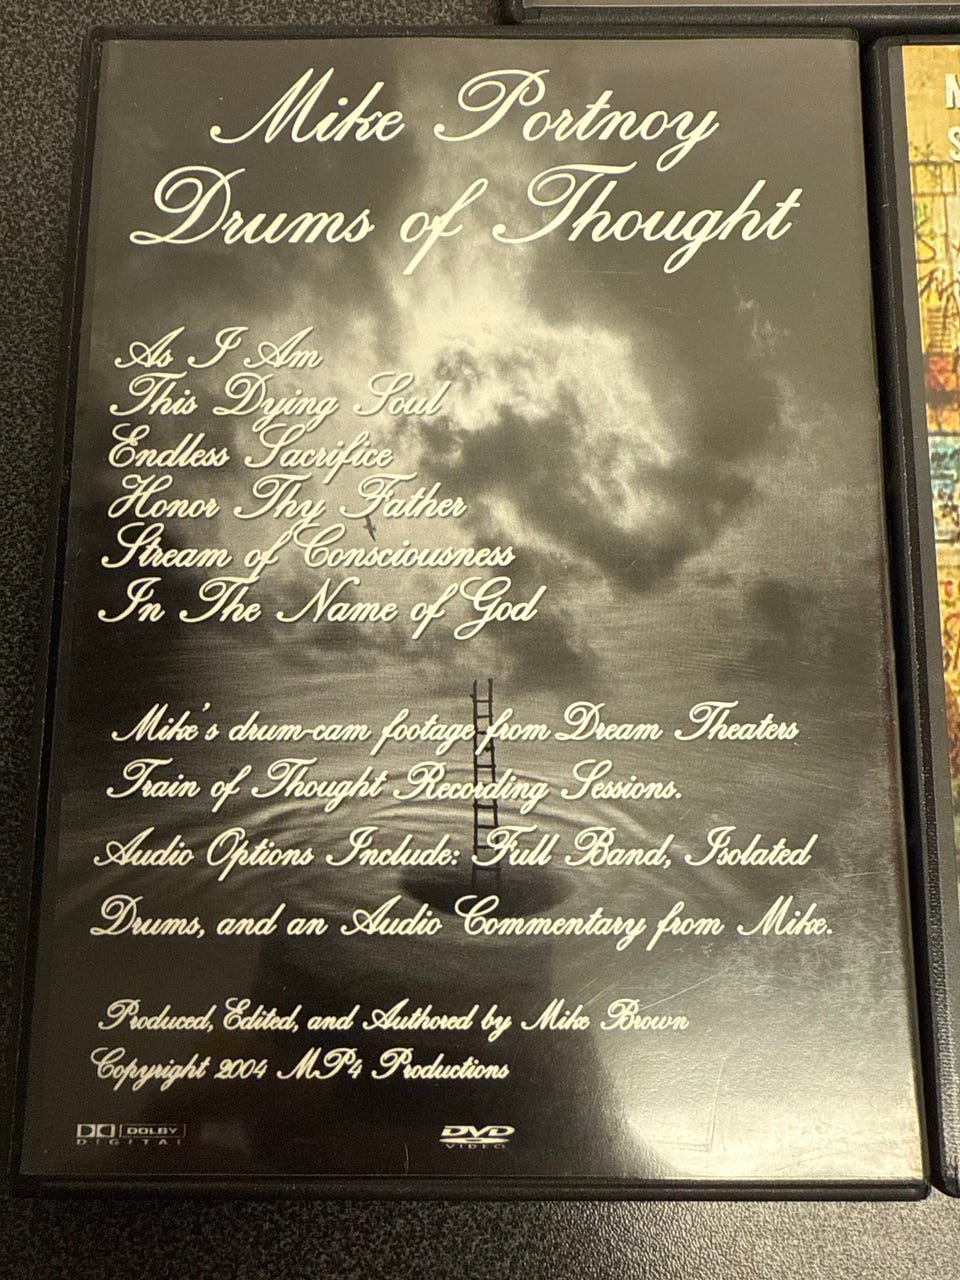 Mike Portnoy
Drums of Thought
As I Am
This Dying Soul
Endless Sacrifice
Honor Thy Father
Stream of Consciousness
In The Name of God
Mike's drum-cam footage from Dream Theaters
Train of Thought Recording Sessions.
Audio Options Include: Full Band, Isolated
Drums, and an Audio Commentary from Mike.
Produced, Edited, and Authored by Mike Brown
Copyright 2004 MP4 Productions
DOLBY
DIGITAL
DVD
VIDEO